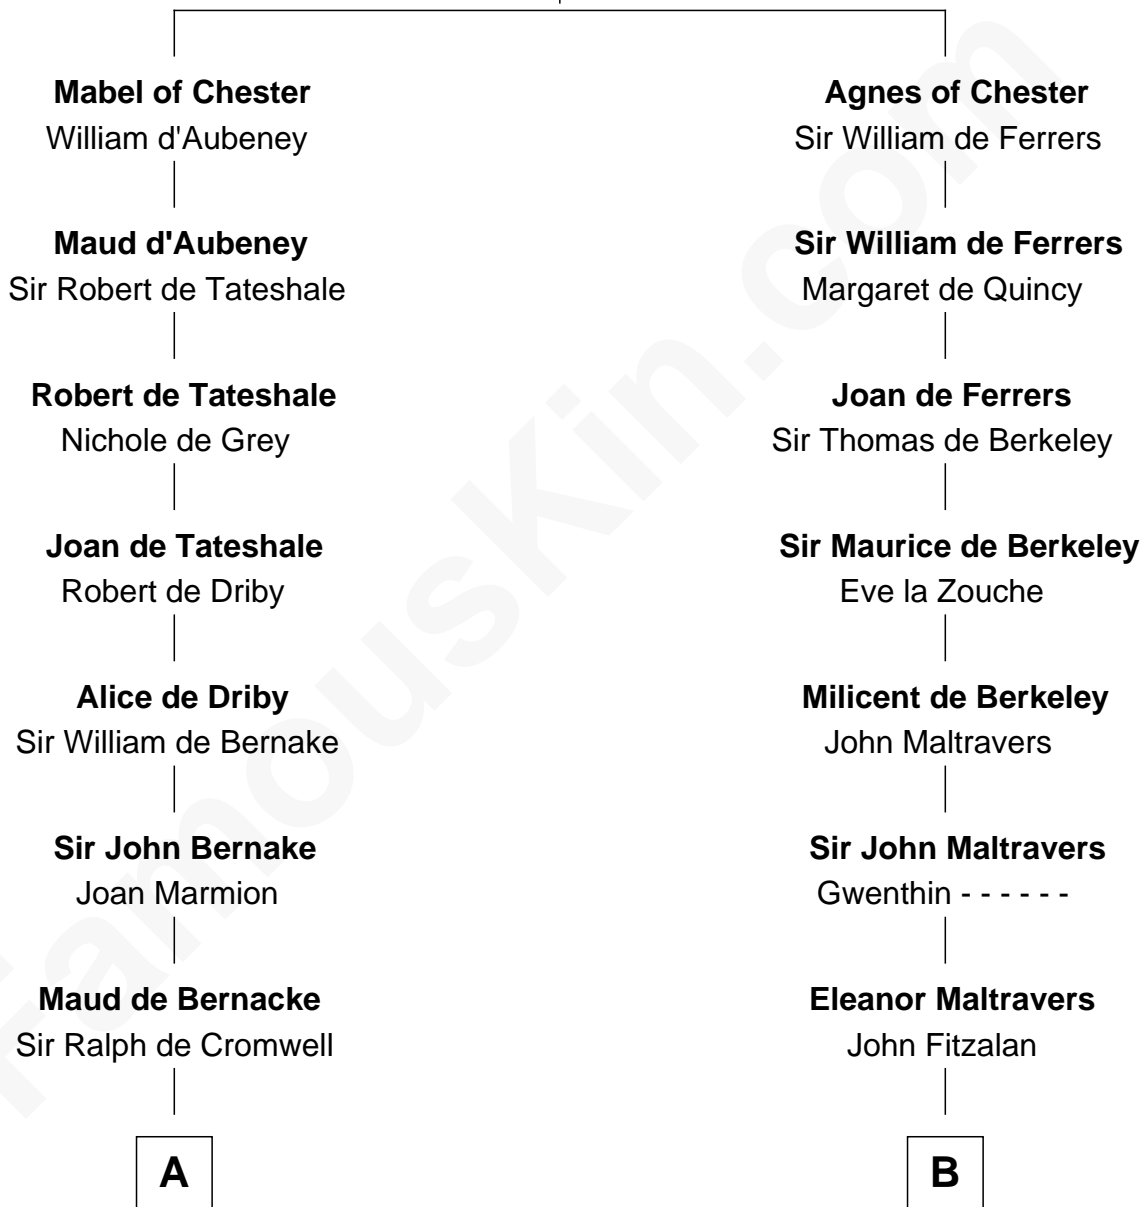 Mabel of Chester
William d'Aubeney
Maud d'Aubeney
Sir Robert de Tateshale
Robert de Tateshale
Nichole de Grey
Joan de Tateshale
Robert de Driby
Alice de Driby
Sir William de Bernake
Sir John Bernake
Joan Marmion
Maud de Bernacke
Sir Ralph de Cromwell
A
Agnes of Chester
Sir William de Ferrers
Sir William de Ferrers
Margaret de Quincy
Joan de Ferrers
Sir Thomas de Berkeley
Sir Maurice de Berkeley
Eve la Zouche
Milicent de Berkeley
John Maltravers
Sir John Maltravers
Gwenthin - - - - - -
Eleanor Maltravers
John Fitzalan
B
FamousKin.com